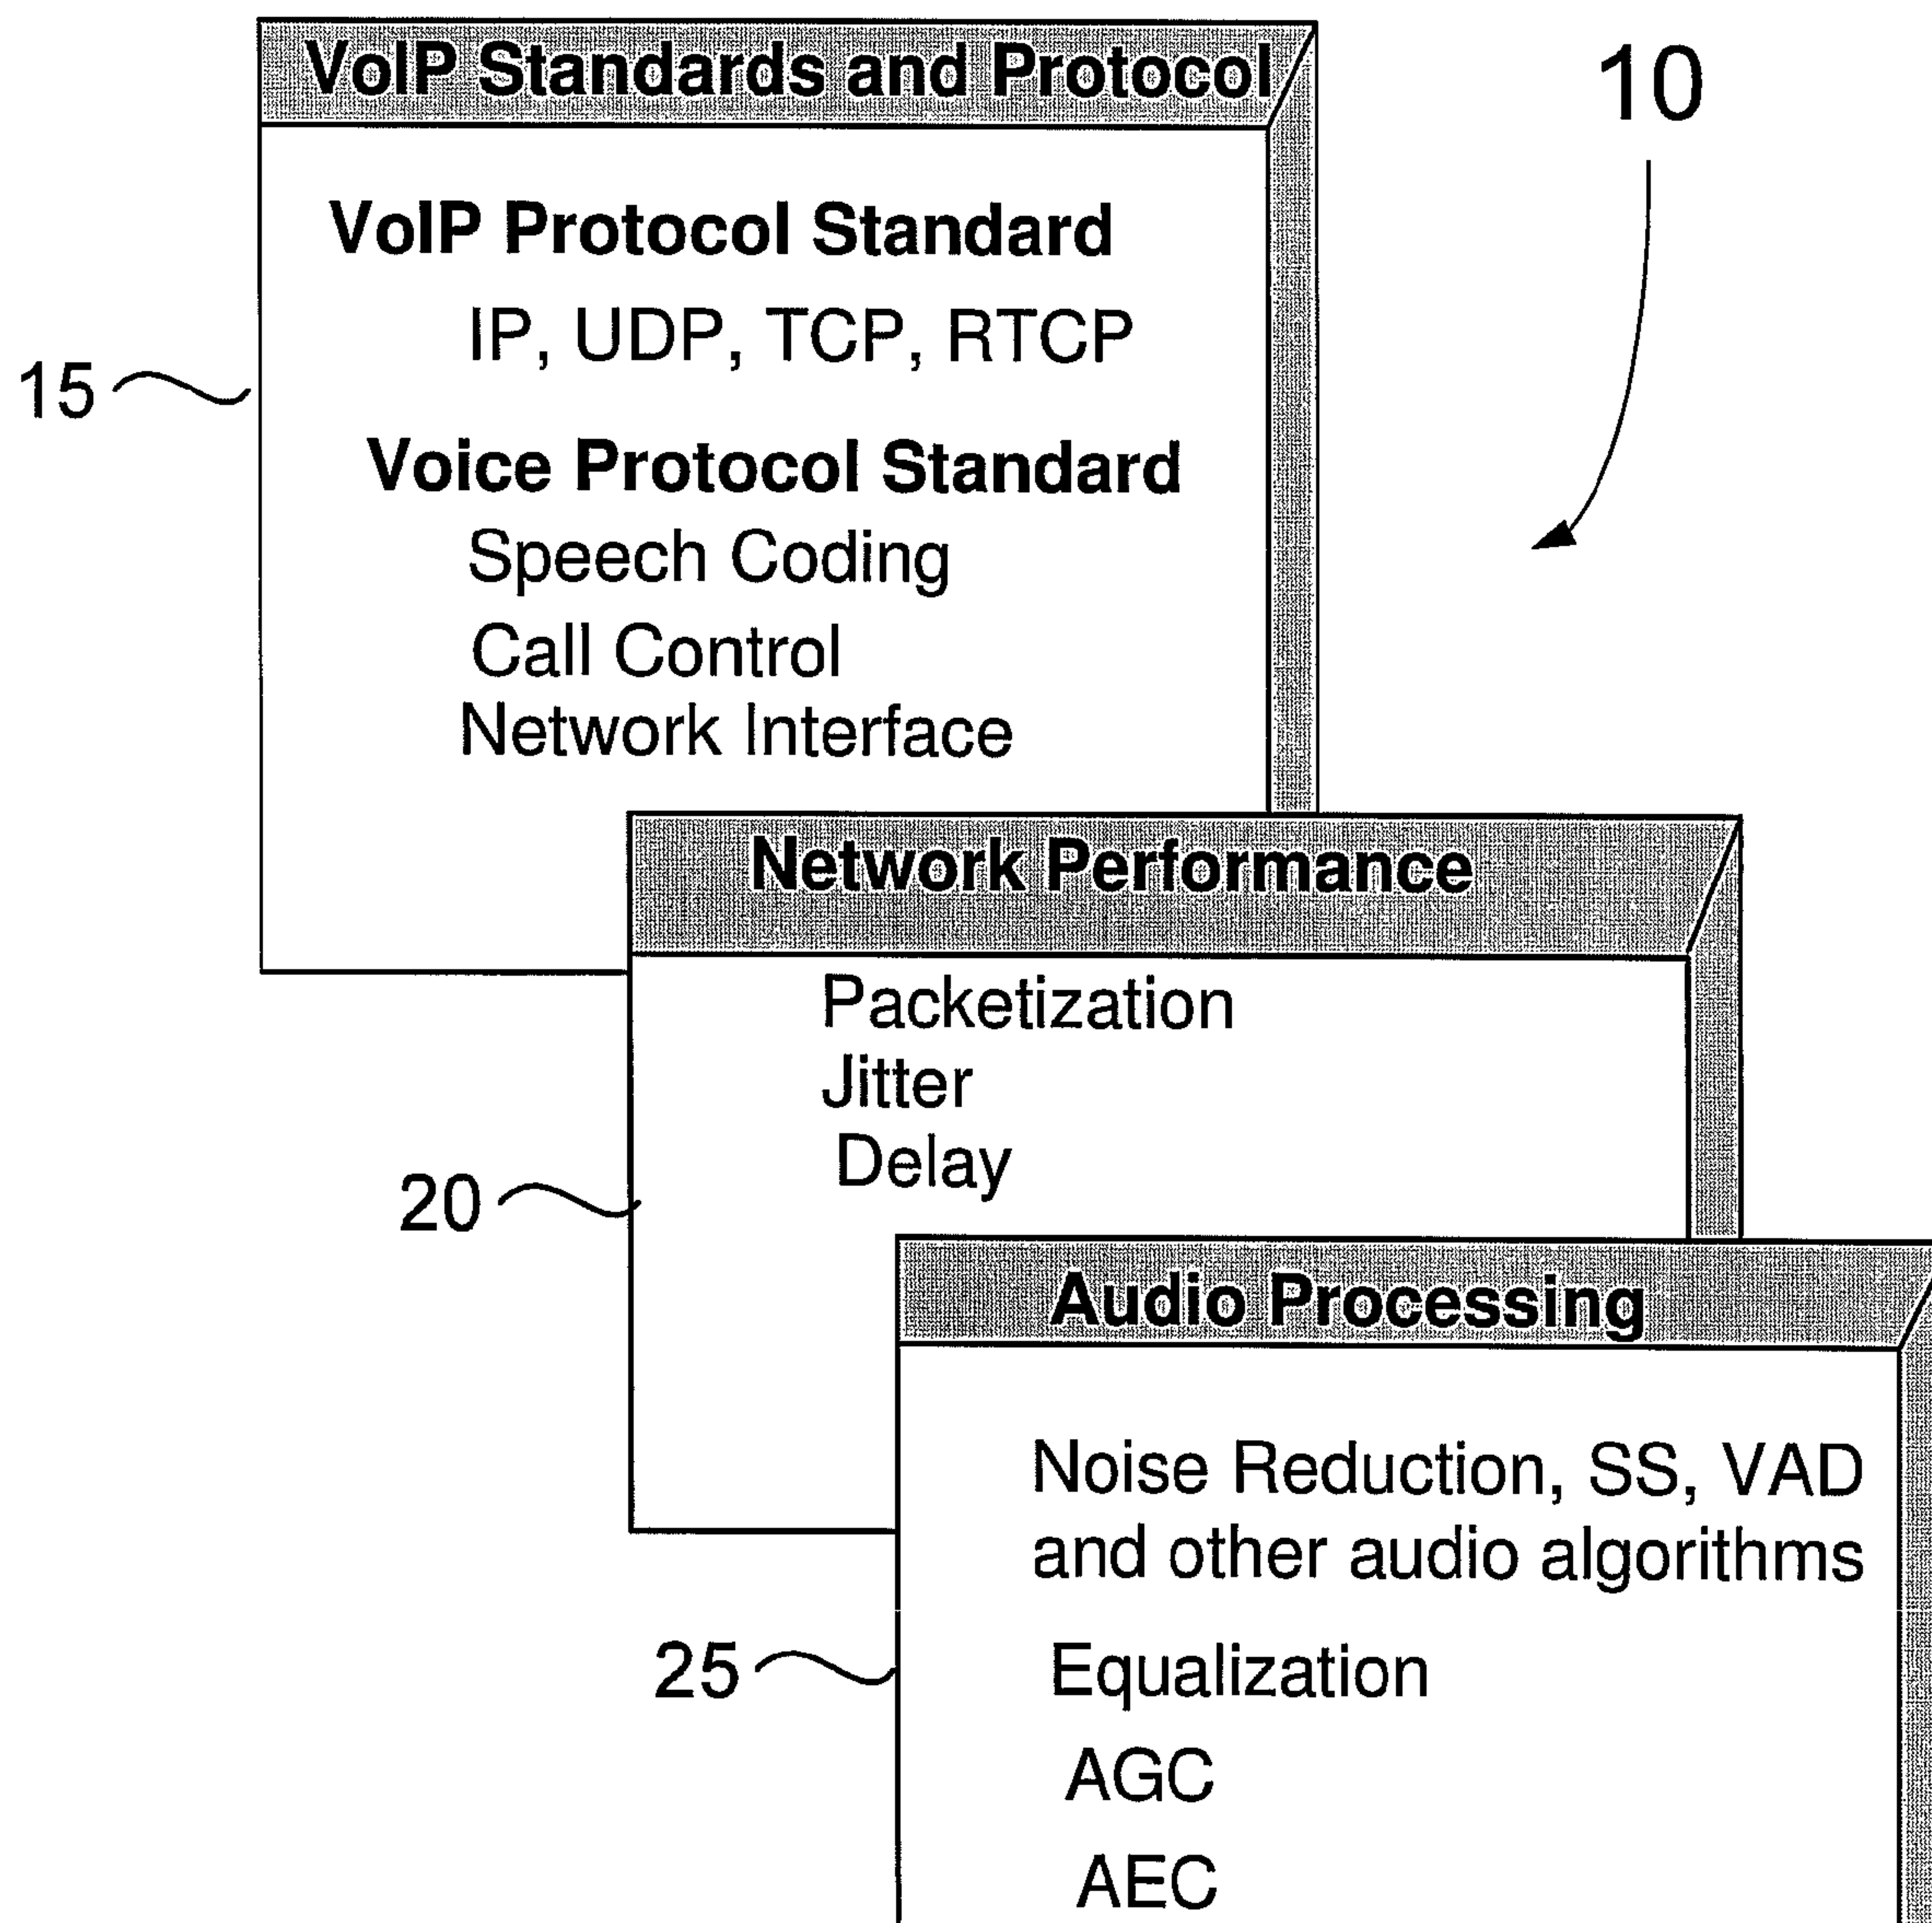 VoIP Standards and Protocol
10
VoIP Protocol Standard
IP, UDP, TCP, RTCP
15
Voice Protocol Standard
Speech Coding
Call Control
Network Interface
Network Performance
Packetization
Jitter
Delay
20
Audio Processing
Noise Reduction, SS, VAD
and other audio algorithms
25
Equalization
AGC
AEC